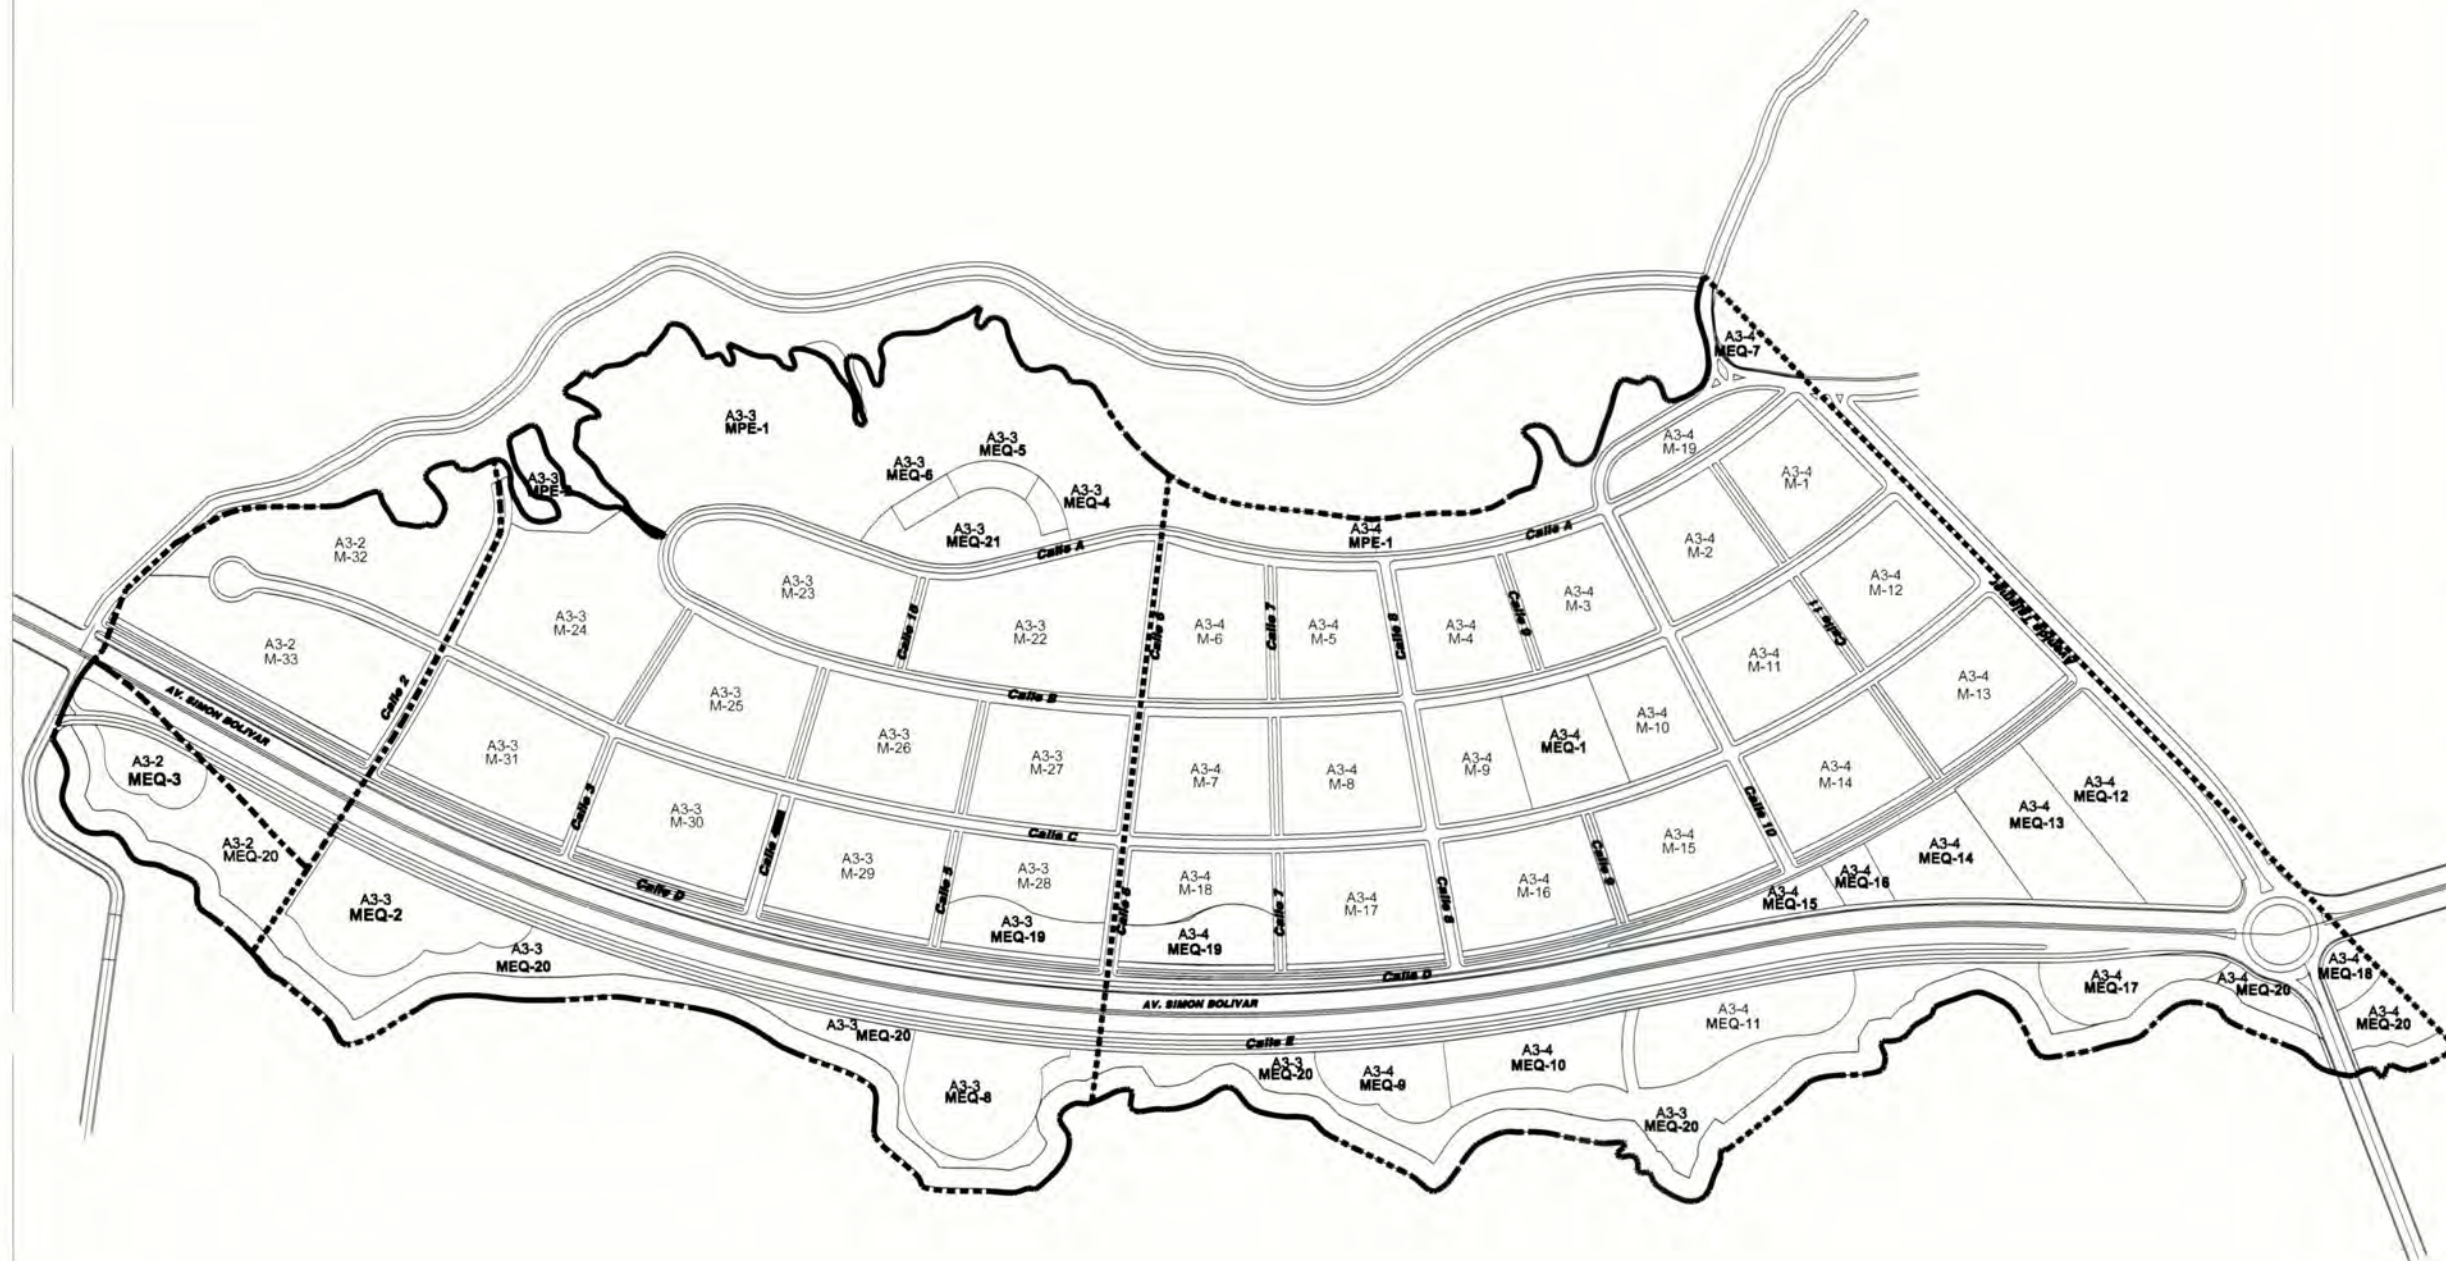 A3-4
MEQ-7
A3-3
MPE-1
A3-3
MEQ-5
A3-3
MEQ-6
A3-3
MEQ-4
A3-4
M-19
A3-4
M-1
A3-3
A3-3
MEQ-21
Calle A
A3-4
MPE-1
Calle A
A3-4
M-2
A3-4
M-12
A3-2
M-32
A3-3
M-23
A3-3
M-24
A3-3
M-22
Calle 6
A3-4
M-6
Calle 7
A3-4
M-5
Calle 8
A3-4
M-4
Calle 9
A3-4
M-3
Calle 11
A3-2
M-33
A3-4
M-11
A3-4
M-13
Calle 2
AV. SIMON BOLIVAR
A3-3
M-25
Calle B
A3-3
M-26
A3-3
M-27
A3-3
M-31
A3-4
M-7
A3-4
M-8
A3-4
M-9
A3-4
MEQ-1
A3-4
M-10
A3-4
M-14
A3-2
MEQ-3
Calle 3
A3-3
M-30
A3-4
MEQ-12
A3-4
MEQ-13
Calle 10
Calle C
A3-4
M-15
A3-4
MEQ-14
A3-2
MEQ-20
A3-3
M-29
A3-3
M-28
A3-4
M-18
A3-4
M-16
Calle 9
A3-4
MEQ-16
A3-4
MEQ-15
A3-3
MEQ-2
Calle D
Calle 5
A3-3
MEQ-19
Calle 6
A3-4
MEQ-19
Calle 7
A3-4
M-17
Calle 8
A3-3
MEQ-20
Calle D
AV. SIMON BOLIVAR
A3-4
MEQ-17
A3-4
MEQ-20
A3-4
MEQ-18
A3-4
MEQ-20
A3-3
MEQ-20
Calle E
A3-4
MEQ-11
A3-3
MEQ-8
A3-3
MEQ-20
A3-4
MEQ-9
A3-4
MEQ-10
A3-3
MEQ-20